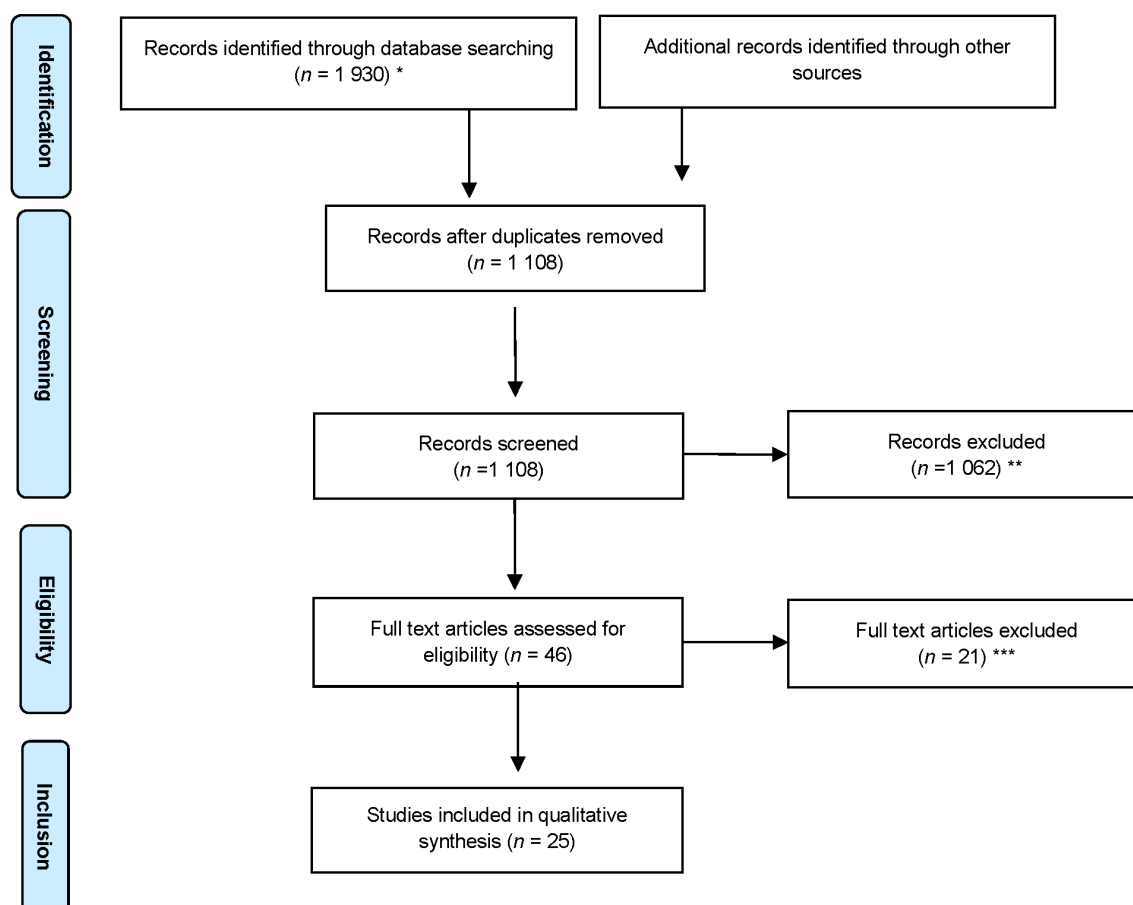 Identification
Records identified through database searching
(n = 1 930) *
Additional records identified through other
sources
Screening
Records after duplicates removed
(n = 1 108)
Records screened
(n =1 108)
Records excluded
(n =1 062) **
Eligibility
Full text articles assessed for
eligibility (n = 46)
Full text articles excluded
(n = 21) ***
Inclusion
Studies included in qualitative
synthesis (n = 25)